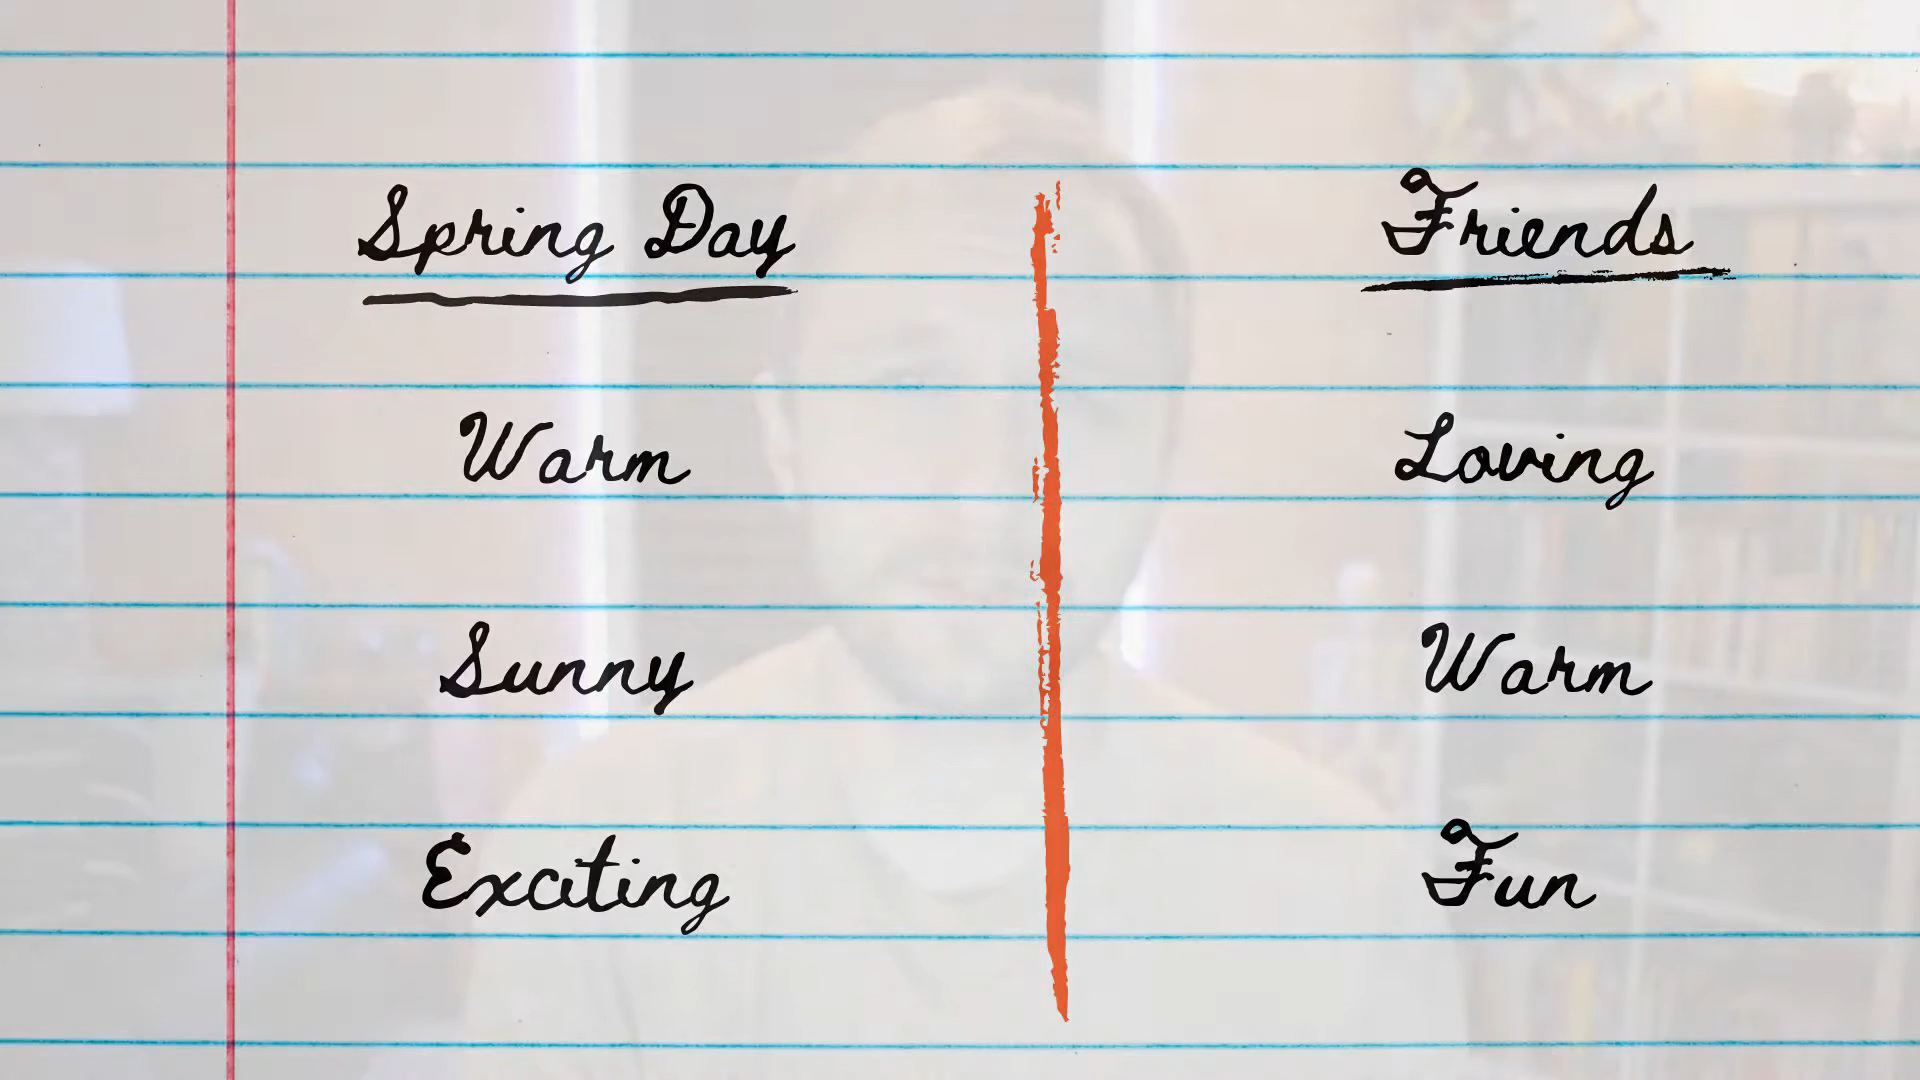 Spring Day
Warm
Sunny
Exciting
Friends
Loving
Warm
Fun